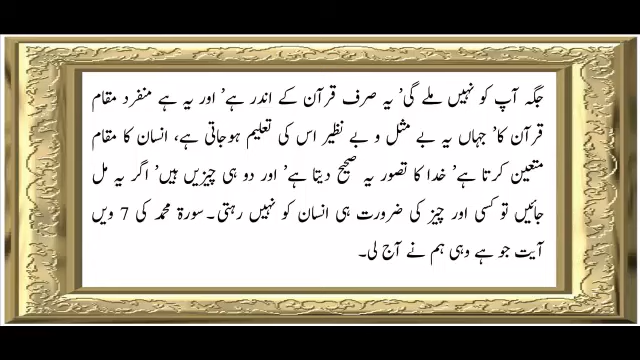 جگہ آپ کو نہیں ملے گی’ یہ صرف قرآن کے اندر ہے’ اور یہ ہے منفرد مقام
قرآن کا’ جہاں یہ بے مثل و بے نظیر اس کی تعلیم ہوجاتی ہے، انسان کا مقام
متعین کرتا ہے’ خدا کا تصور یہ صحیح دیتا ہے’ اور دو ہی چیزیں ہیں’ اگر یہ مل
جائیں تو کسی اور چیز کی ضرورت ہی انسان کو نہیں رہتی۔ سورۃ محمد کی 7 ویں
آیت جو ہے وہی ہم نے آج لی۔